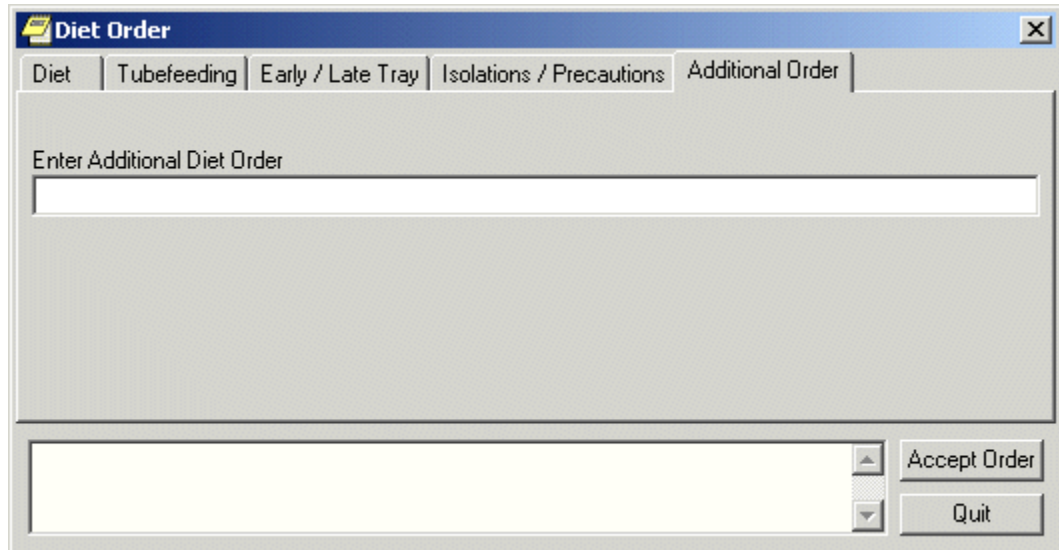 Diet Order
Diet Tubefeeding Early / Late Tray Isolations / Precautions Additional Order
Enter Additional Diet Order
Accept Order
Quit